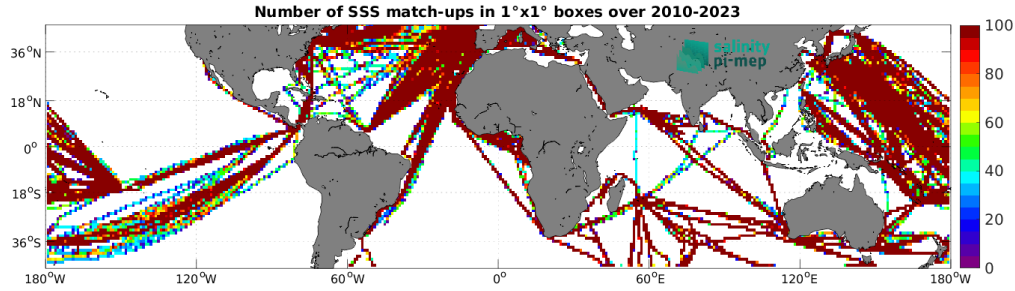 Number of SSS match-ups in 1°x1° boxes over 2010-2023
salinity
pi-mep
36°N
18°N
0°
18°S
36°S
180°W
120°W
60°W
0°
60°E
120°E
180°W
100
80
60
40
20
0